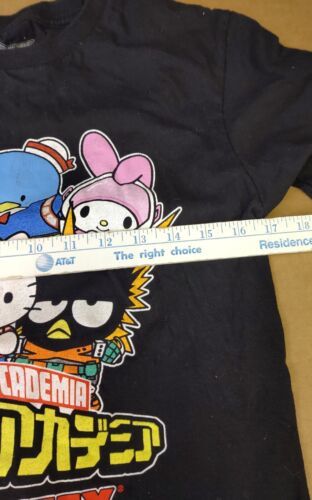 10 11 12 13 14 15 16 17 18
AT&T The right choice Residence
CADEMIA
アカデミア